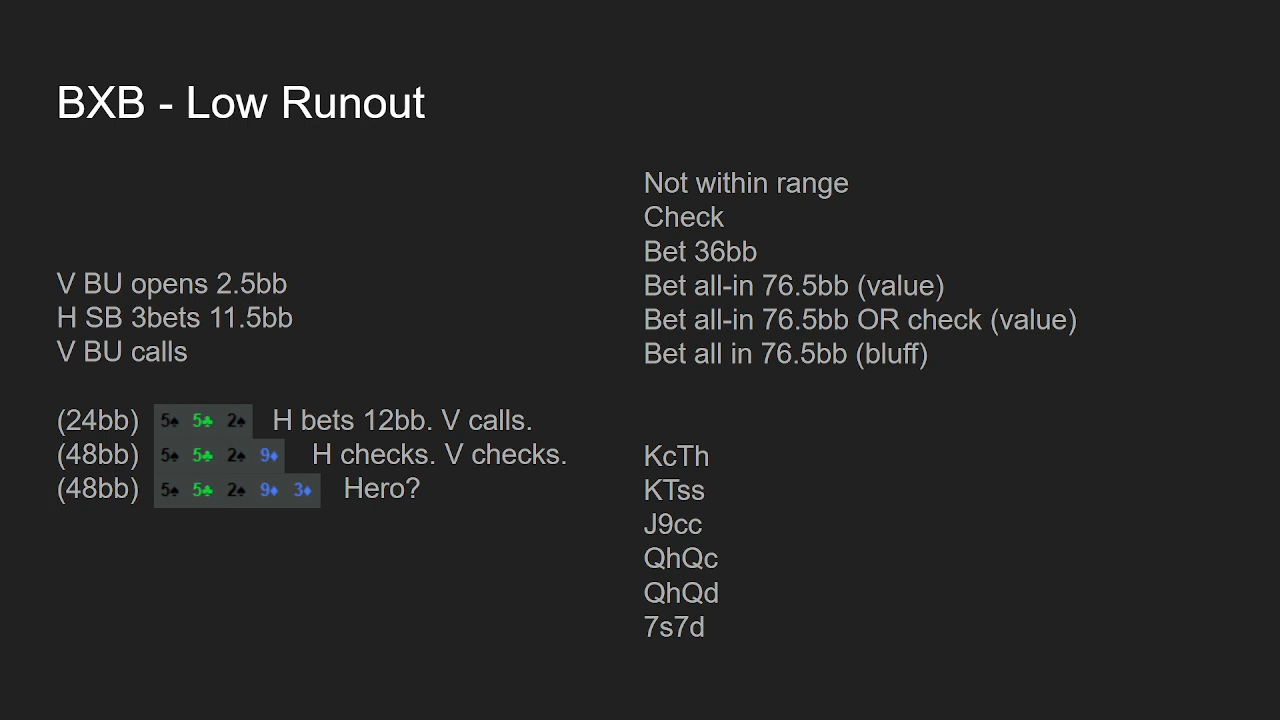 BXB - Low Runout
V BU opens 2.5bb
H SB 3bets 11.5bb
V BU calls
(24bb) 5♠ 5♣ 2♠ H bets 12bb. V calls.
(48bb) 5♠ 5♣ 2♠ 9♦ H checks. V checks.
(48bb) 5♠ 5♣ 2♠ 9♦ 3♦ Hero?
Not within range
Check
Bet 36bb
Bet all-in 76.5bb (value)
Bet all-in 76.5bb OR check (value)
Bet all in 76.5bb (bluff)
KcTh
KTss
J9cc
QhQc
QhQd
7s7d